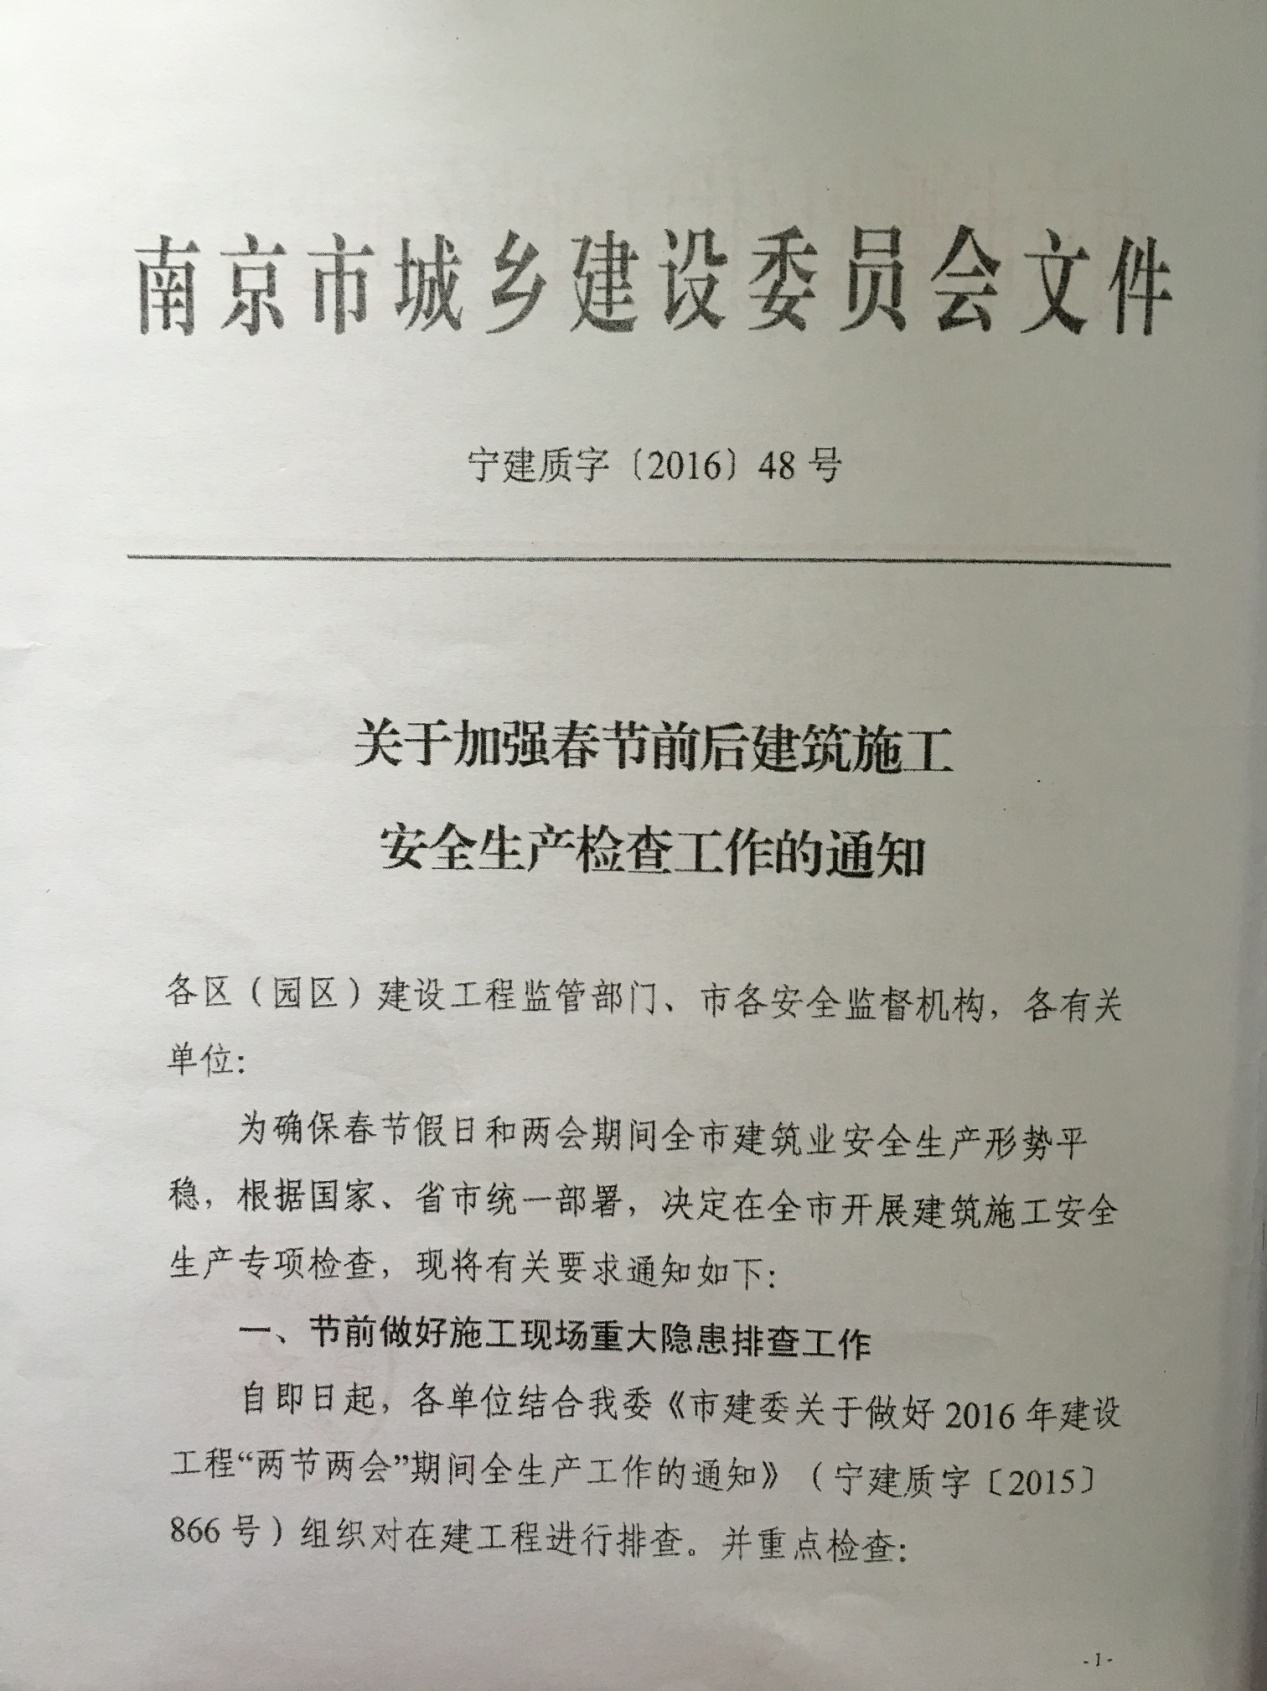 南京市城乡建设委员会文件
宁建质字〔2016〕48 号
关于加强春节前后建筑施工
安全生产检查工作的通知
各区（园区）建设工程监管部门、市各安全监督机构，各有关
单位：
为确保春节假日和两会期间全市建筑业安全生产形势平
稳，根据国家、省市统一部署，决定在全市开展建筑施工安全
生产专项检查，现将有关要求通知如下：
一、节前做好施工现场重大隐患排查工作
自即日起，各单位结合我委《市建委关于做好 2016 年建设
工程“两节两会”期间全生产工作的通知》（宁建质字〔2015〕
866 号）组织对在建工程进行排查。并重点检查：
-1-